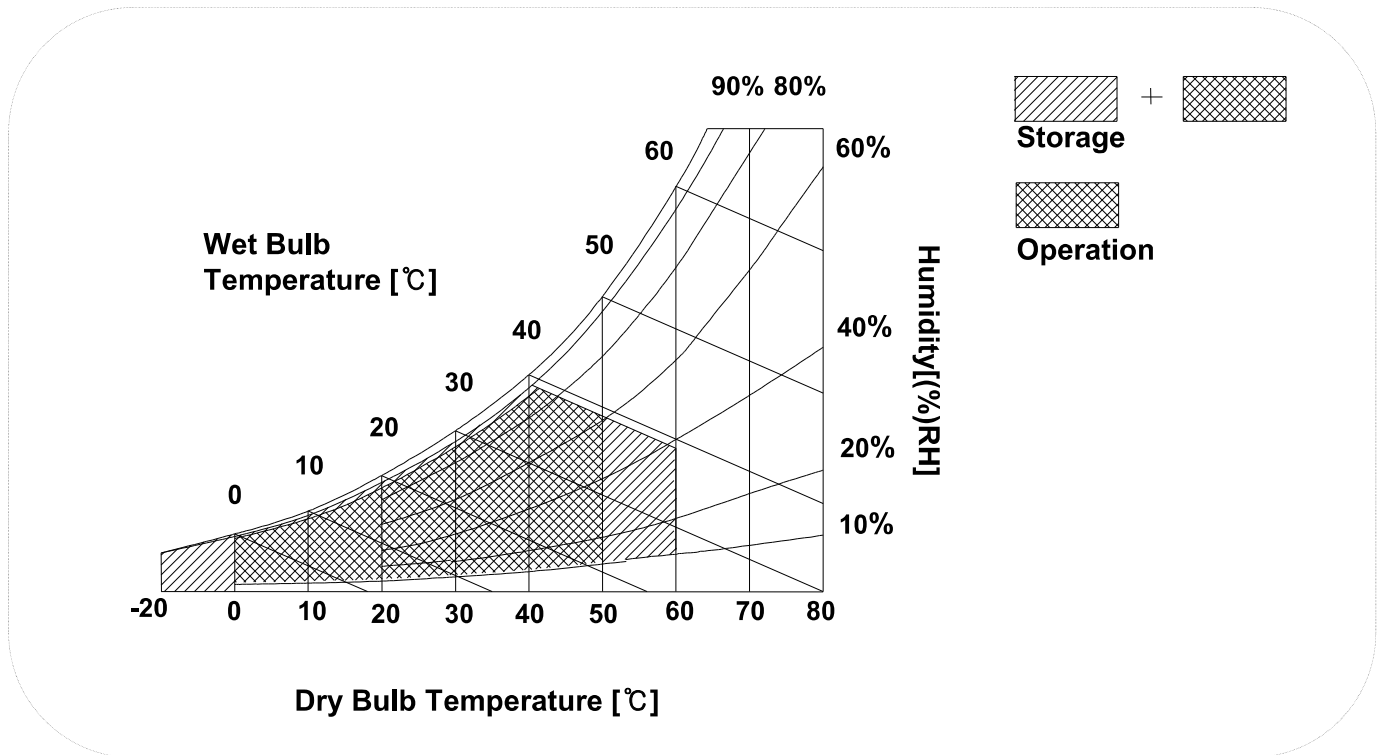 90% 80%
+
Storage
60
60%
Operation
Wet Bulb
Temperature [℃]
50
Humidity[(%)RH]
40
40%
30
20
20%
10
10%
0
-20 0 10 20 30 40 50 60 70 80
Dry Bulb Temperature [℃]